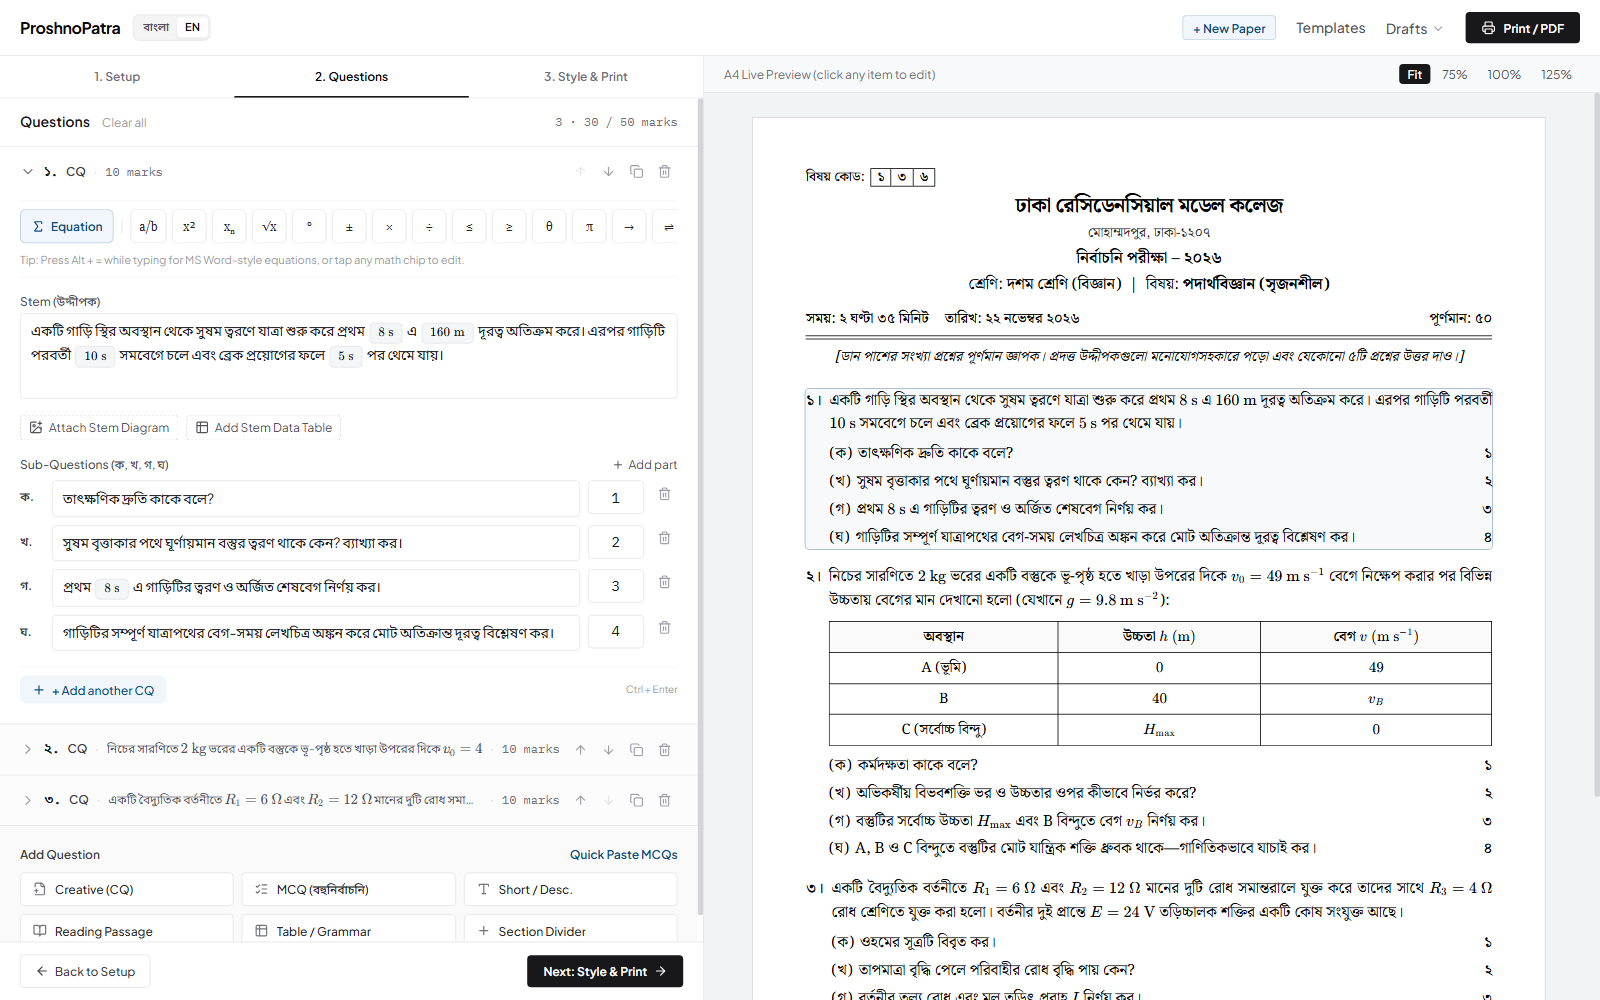 ProshnoPatra বাংলা EN
+ New Paper Templates Drafts Print / PDF
1. Setup 2. Questions 3. Style & Print
Questions Clear all 3 · 30 / 50 marks
১. CQ · 10 marks
Σ Equation a/b x² xₙ √x ° ± × ÷ ≤ ≥ θ π → ⇌
Tip: Press Alt + = while typing for MS Word-style equations, or tap any math chip to edit.
Stem (উদ্দীপক)
একটি গাড়ি স্থির অবস্থান থেকে সুষম ত্বরণে যাত্রা শুরু করে প্রথম 8 s এ 160 m দূরত্ব অতিক্রম করে। এরপর গাড়িটি
পরবর্তী 10 s সমবেগে চলে এবং ব্রেক প্রয়োগের ফলে 5 s পর থেমে যায়।
Attach Stem Diagram Add Stem Data Table
Sub-Questions (ক, খ, গ, ঘ) + Add part
ক. তাৎক্ষণিক দ্রুতি কাকে বলে? 1
খ. সুষম বৃত্তাকার পথে ঘূর্ণায়মান বস্তুর ত্বরণ থাকে কেন? ব্যাখ্যা কর। 2
গ. প্রথম 8 s এ গাড়িটির ত্বরণ ও অর্জিত শেষবেগ নির্ণয় কর। 3
ঘ. গাড়িটির সম্পূর্ণ যাত্রাপথের বেগ-সময় লেখচিত্র অঙ্কন করে মোট অতিক্রান্ত দূরত্ব বিশ্লেষণ কর। 4
+ + Add another CQ Ctrl+Enter
২. CQ · নিচের সারণিতে 2 kg ভরের একটি বস্তুকে ভূ-পৃষ্ঠ হতে খাড়া উপরের দিকে v₀ = 4 · 10 marks
৩. CQ · একটি বৈদ্যুতিক বর্তনীতে R₁ = 6 Ω এবং R₂ = 12 Ω মানের দুটি রোধ সমা... · 10 marks
Add Question Quick Paste MCQs
Creative (CQ) MCQ (বহুনির্বাচনি) Short / Desc.
Reading Passage Table / Grammar + Section Divider
← Back to Setup Next: Style & Print →
A4 Live Preview (click any item to edit) Fit 75% 100% 125%
বিষয় কোড: ১ ৩ ৬
ঢাকা রেসিডেনসিয়াল মডেল কলেজ
মোহাম্মদপুর, ঢাকা-১২০৭
নির্বাচনি পরীক্ষা – ২০২৬
শ্রেণি: দশম শ্রেণি (বিজ্ঞান) | বিষয়: পদার্থবিজ্ঞান (সৃজনশীল)
সময়: ২ ঘণ্টা ৩৫ মিনিট তারিখ: ২২ নভেম্বর ২০২৬ পূর্ণমান: ৫০
[ডান পাশের সংখ্যা প্রশ্নের পূর্ণমান জ্ঞাপক। প্রদত্ত উদ্দীপকগুলো মনোযোগসহকারে পড়ো এবং যেকোনো ৫টি প্রশ্নের উত্তর দাও।]
১। একটি গাড়ি স্থির অবস্থান থেকে সুষম ত্বরণে যাত্রা শুরু করে প্রথম 8 s এ 160 m দূরত্ব অতিক্রম করে। এরপর গাড়িটি পরবর্তী
10 s সমবেগে চলে এবং ব্রেক প্রয়োগের ফলে 5 s পর থেমে যায়।
(ক) তাৎক্ষণিক দ্রুতি কাকে বলে? ১
(খ) সুষম বৃত্তাকার পথে ঘূর্ণায়মান বস্তুর ত্বরণ থাকে কেন? ব্যাখ্যা কর। ২
(গ) প্রথম 8 s এ গাড়িটির ত্বরণ ও অর্জিত শেষবেগ নির্ণয় কর। ৩
(ঘ) গাড়িটির সম্পূর্ণ যাত্রাপথের বেগ-সময় লেখচিত্র অঙ্কন করে মোট অতিক্রান্ত দূরত্ব বিশ্লেষণ কর। ৪
২। নিচের সারণিতে 2 kg ভরের একটি বস্তুকে ভূ-পৃষ্ঠ হতে খাড়া উপরের দিকে v₀ = 49 m s⁻¹ বেগে নিক্ষেপ করার পর বিভিন্ন
উচ্চতায় বেগের মান দেখানো হলো (যেখানে g = 9.8 m s⁻²):
অবস্থান উচ্চতা h (m) বেগ v (m s⁻¹)
A (ভূমি) 0 49
B 40 v_B
C (সর্বোচ্চ বিন্দু) H_max 0
(ক) কর্মদক্ষতা কাকে বলে? ১
(খ) অভিকর্ষীয় বিভবশক্তি ভর ও উচ্চতার ওপর কীভাবে নির্ভর করে? ২
(গ) বস্তুটির সর্বোচ্চ উচ্চতা H_max এবং B বিন্দুতে বেগ v_B নির্ণয় কর। ৩
(ঘ) A, B ও C বিন্দুতে বস্তুটির মোট যান্ত্রিক শক্তি ধ্রুবক থাকে—গাণিতিকভাবে যাচাই কর। ৪
৩। একটি বৈদ্যুতিক বর্তনীতে R₁ = 6 Ω এবং R₂ = 12 Ω মানের দুটি রোধ সমান্তরালে যুক্ত করে তাদের সাথে R₃ = 4 Ω
রোধ শ্রেণিতে যুক্ত করা হলো। বর্তনীর দুই প্রান্তে E = 24 V তড়িচ্চালক শক্তির একটি কোষ সংযুক্ত আছে।
(ক) ওহমের সূত্রটি বিবৃত কর। ১
(খ) তাপমাত্রা বৃদ্ধি পেলে পরিবাহীর রোধ বৃদ্ধি পায় কেন? ২
(গ) বর্তনীর তুল্য রোধ এবং মূল তড়িৎ প্রবাহ I নির্ণয় কর। ৩